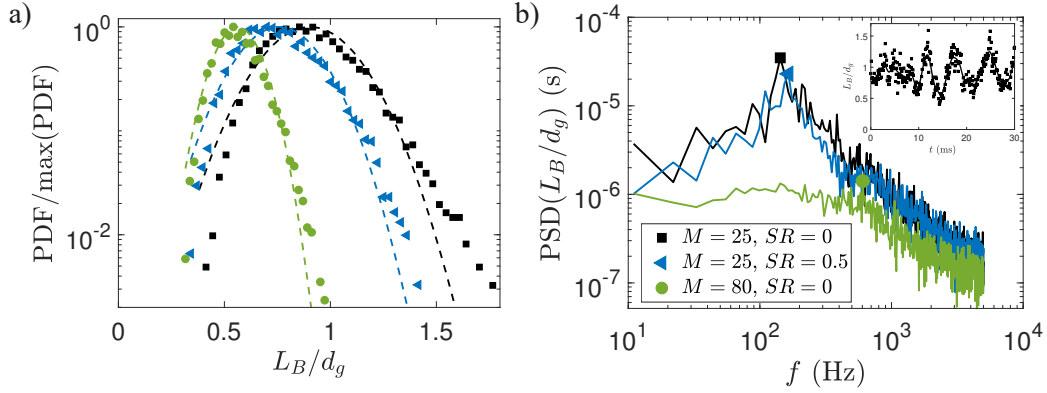 a)
PDF/max(PDF)
10^0
10^-2
0
0.5
1
1.5
L_B/d_g
b)
PSD(L_B/d_g) (s)
10^-4
10^-5
10^-6
10^-7
10^1
10^2
10^3
10^4
f (Hz)
M = 25, SR = 0
M = 25, SR = 0.5
M = 80, SR = 0
L_B/d_g
1.5
1
0.5
0
0
10
20
30
t (ms)